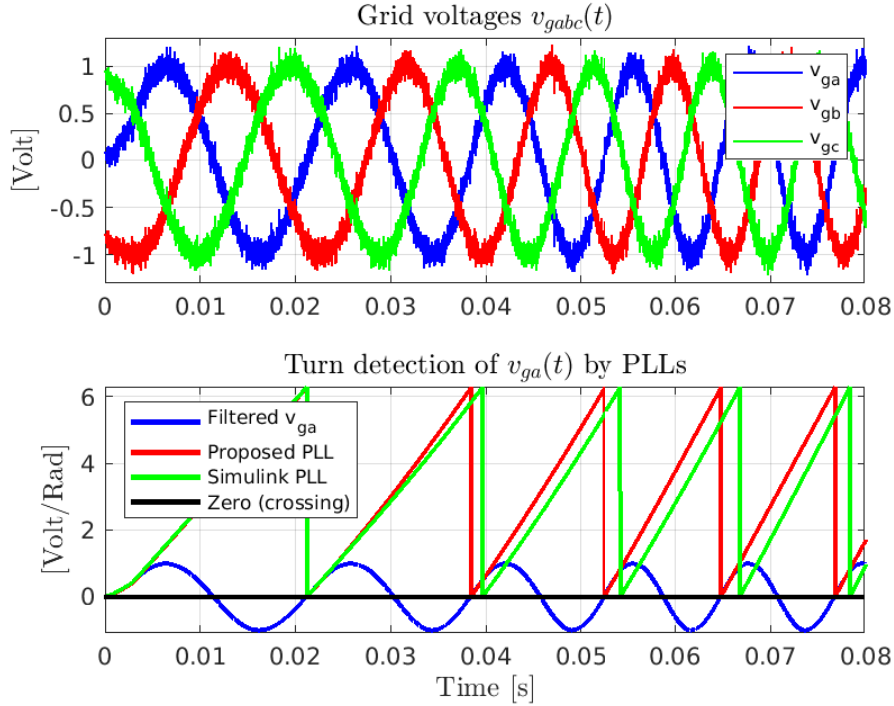 Grid voltages v_gabc(t)
[Volt]
1
0.5
0
-0.5
-1
v_ga
v_gb
v_gc
0 0.01 0.02 0.03 0.04 0.05 0.06 0.07 0.08
Turn detection of v_ga(t) by PLLs
[Volt/Rad]
6
4
2
0
Filtered v_ga
Proposed PLL
Simulink PLL
Zero (crossing)
0 0.01 0.02 0.03 0.04 0.05 0.06 0.07 0.08
Time [s]